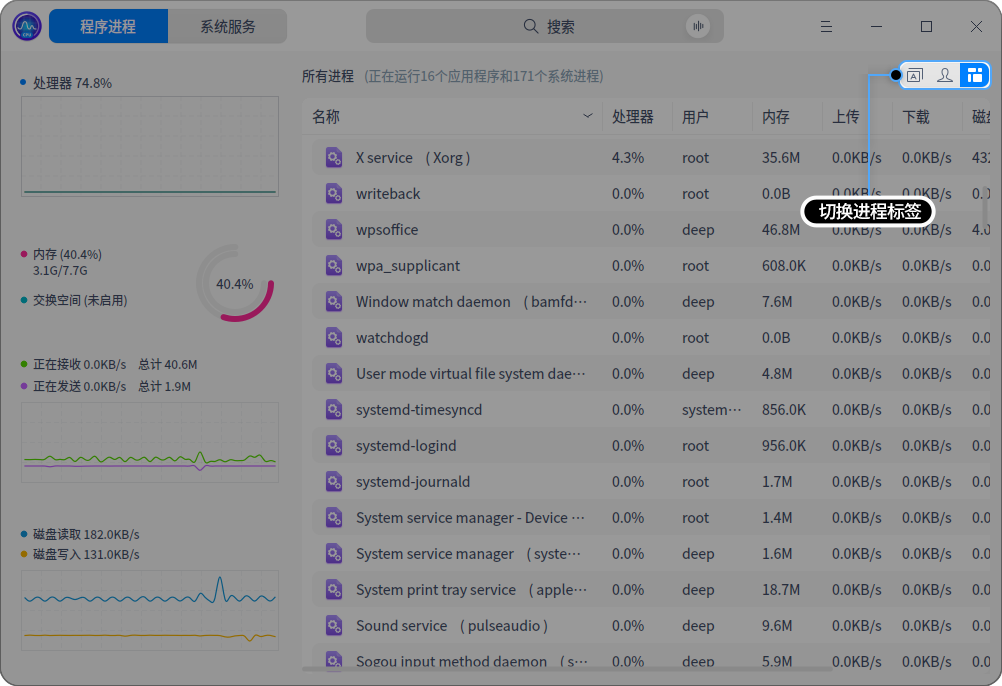 程序进程 系统服务 搜索
处理器 74.8%
内存 (40.4%)
3.1G/7.7G
40.4%
交换空间 (未启用)
正在接收 0.0KB/s 总计 40.6M
正在发送 0.0KB/s 总计 1.9M
磁盘读取 182.0KB/s
磁盘写入 131.0KB/s
所有进程 (正在运行16个应用程序和171个系统进程)
切换进程标签
名称 处理器 用户 内存 上传 下载
X service ( Xorg ) 4.3% root 35.6M 0.0KB/s 0.0KB/s 432
writeback 0.0% root 0.0B 0.0KB/s 0.0KB/s 0.0
wpsoffice 0.0% deep 46.8M 0.0KB/s 0.0KB/s 4.0
wpa_supplicant 0.0% root 608.0K 0.0KB/s 0.0KB/s 0.0
Window match daemon ( bamfd··· 0.0% deep 7.6M 0.0KB/s 0.0KB/s 0.0
watchdogd 0.0% root 0.0B 0.0KB/s 0.0KB/s 0.0
User mode virtual file system dae··· 0.0% deep 4.8M 0.0KB/s 0.0KB/s 0.0
systemd-timesyncd 0.0% system··· 856.0K 0.0KB/s 0.0KB/s 0.0
systemd-logind 0.0% root 956.0K 0.0KB/s 0.0KB/s 0.0
systemd-journald 0.0% root 1.7M 0.0KB/s 0.0KB/s 0.0
System service manager - Device ··· 0.0% root 1.4M 0.0KB/s 0.0KB/s 0.0
System service manager ( syste··· 0.0% deep 1.6M 0.0KB/s 0.0KB/s 0.0
System print tray service ( apple··· 0.0% deep 18.7M 0.0KB/s 0.0KB/s 0.0
Sound service ( pulseaudio ) 0.0% deep 9.6M 0.0KB/s 0.0KB/s 0.0
Sogou input method daemon ( s··· 0.0% deep 5.9M 0.0KB/s 0.0KB/s 0.0